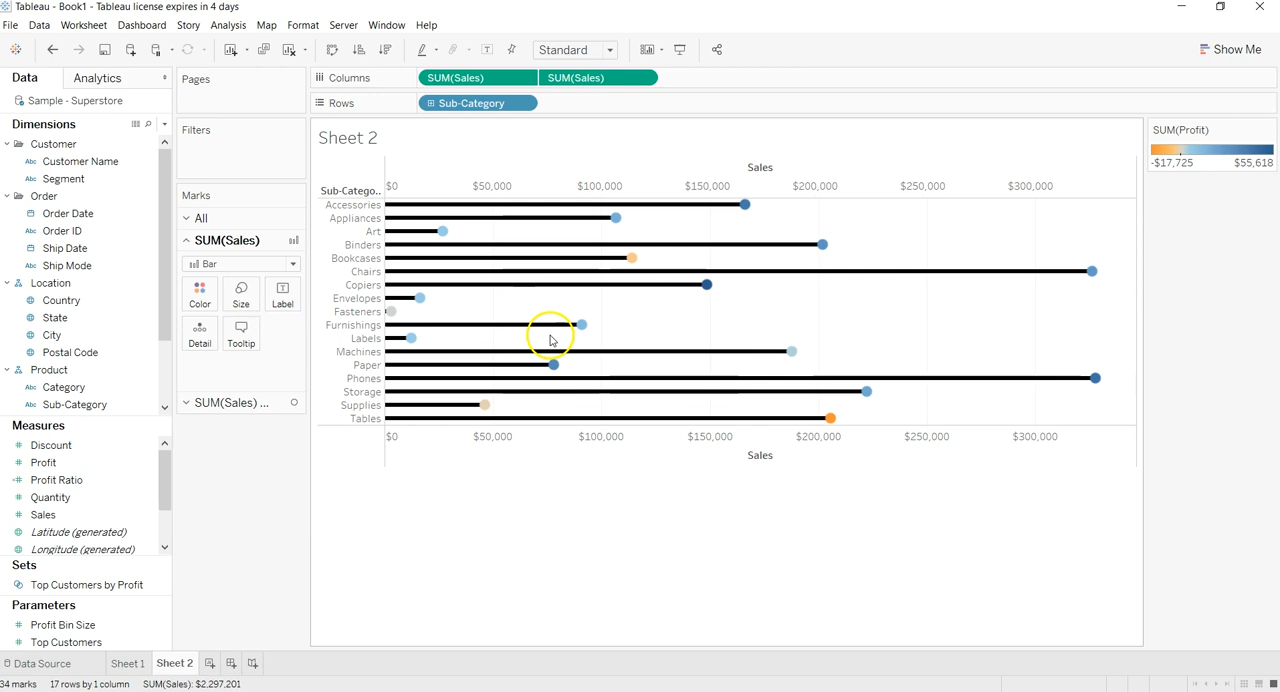 Tableau - Book1 - Tableau license expires in 4 days
File Data Worksheet Dashboard Story Analysis Map Format Server Window Help
Standard
Show Me
Data
Analytics
Sample - Superstore
Dimensions
Customer
Abc Customer Name
Abc Segment
Order
Order Date
Abc Order ID
Ship Date
Abc Ship Mode
Location
Country
State
City
Postal Code
Product
Abc Category
Abc Sub-Category
Measures
# Discount
# Profit
=# Profit Ratio
# Quantity
# Sales
Latitude (generated)
Longitude (generated)
Sets
Top Customers by Profit
Parameters
# Profit Bin Size
# Top Customers
Pages
Filters
Marks
All
SUM(Sales)
Bar
Color
Size
Label
Detail
Tooltip
SUM(Sales) ...
Columns
SUM(Sales)
SUM(Sales)
Rows
Sub-Category
Sheet 2
Sales
Sub-Catego..
$0 $50,000 $100,000 $150,000 $200,000 $250,000 $300,000
Accessories
Appliances
Art
Binders
Bookcases
Chairs
Copiers
Envelopes
Fasteners
Furnishings
Labels
Machines
Paper
Phones
Storage
Supplies
Tables
$0 $50,000 $100,000 $150,000 $200,000 $250,000 $300,000
Sales
SUM(Profit)
-$17,725 $55,618
Data Source
Sheet 1
Sheet 2
34 marks 17 rows by 1 column SUM(Sales): $2,297,201